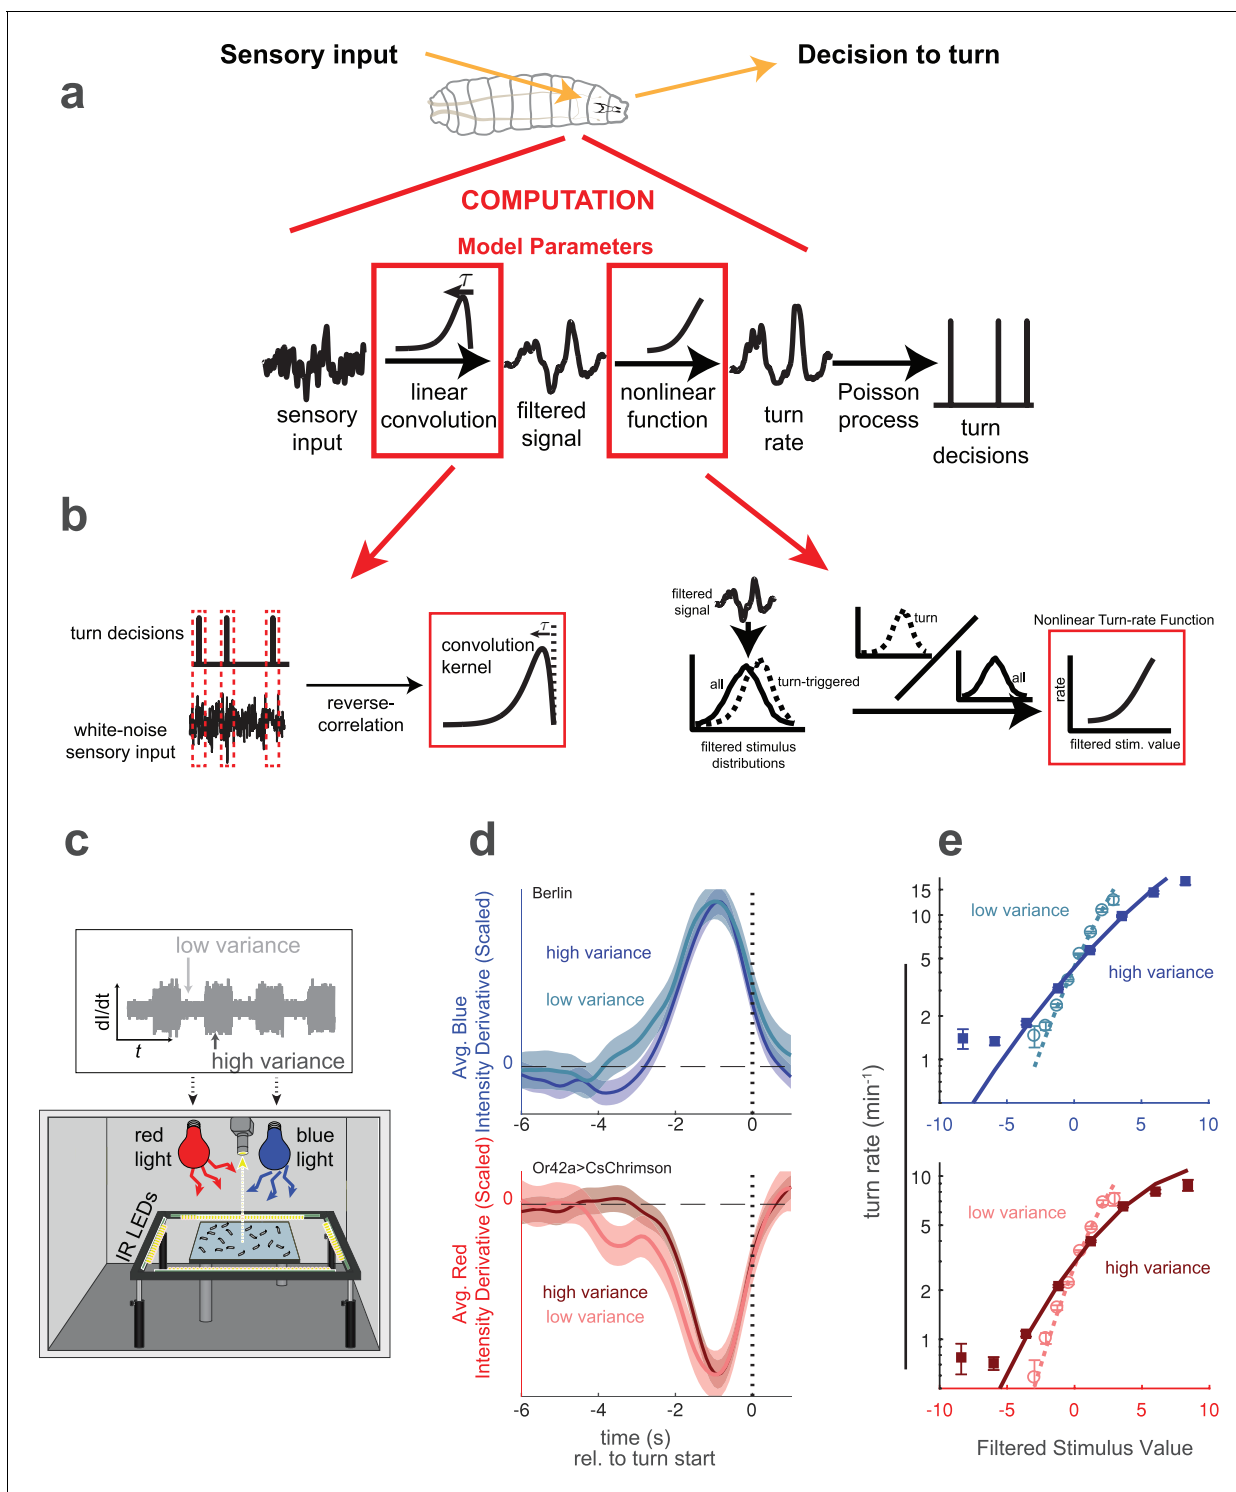 Sensory input
Decision to turn
a
COMPUTATION
Model Parameters
τ
sensory
input
linear
convolution
filtered
signal
nonlinear
function
turn
rate
Poisson
process
turn
decisions
b
turn decisions
white-noise
sensory input
reverse-
correlation
convolution
kernel
τ
filtered
signal
all
turn-triggered
filtered stimulus
distributions
turn
all
Nonlinear Turn-rate Function
rate
filtered stim. value
c
low variance
dI/dt
t
high variance
red
light
blue
light
IR LEDs
d
Avg. Blue
Intensity Derivative (Scaled)
Berlin
high variance
low variance
0
-6
-4
-2
0
Avg. Red
Intensity Derivative (Scaled)
Or42a>CsChrimson
0
high variance
low variance
-6
-4
-2
0
time (s)
rel. to turn start
e
turn rate (min⁻¹)
15
10
5
2
1
low variance
high variance
-10
-5
0
5
10
10
5
2
1
low variance
high variance
-10
-5
0
5
10
Filtered Stimulus Value